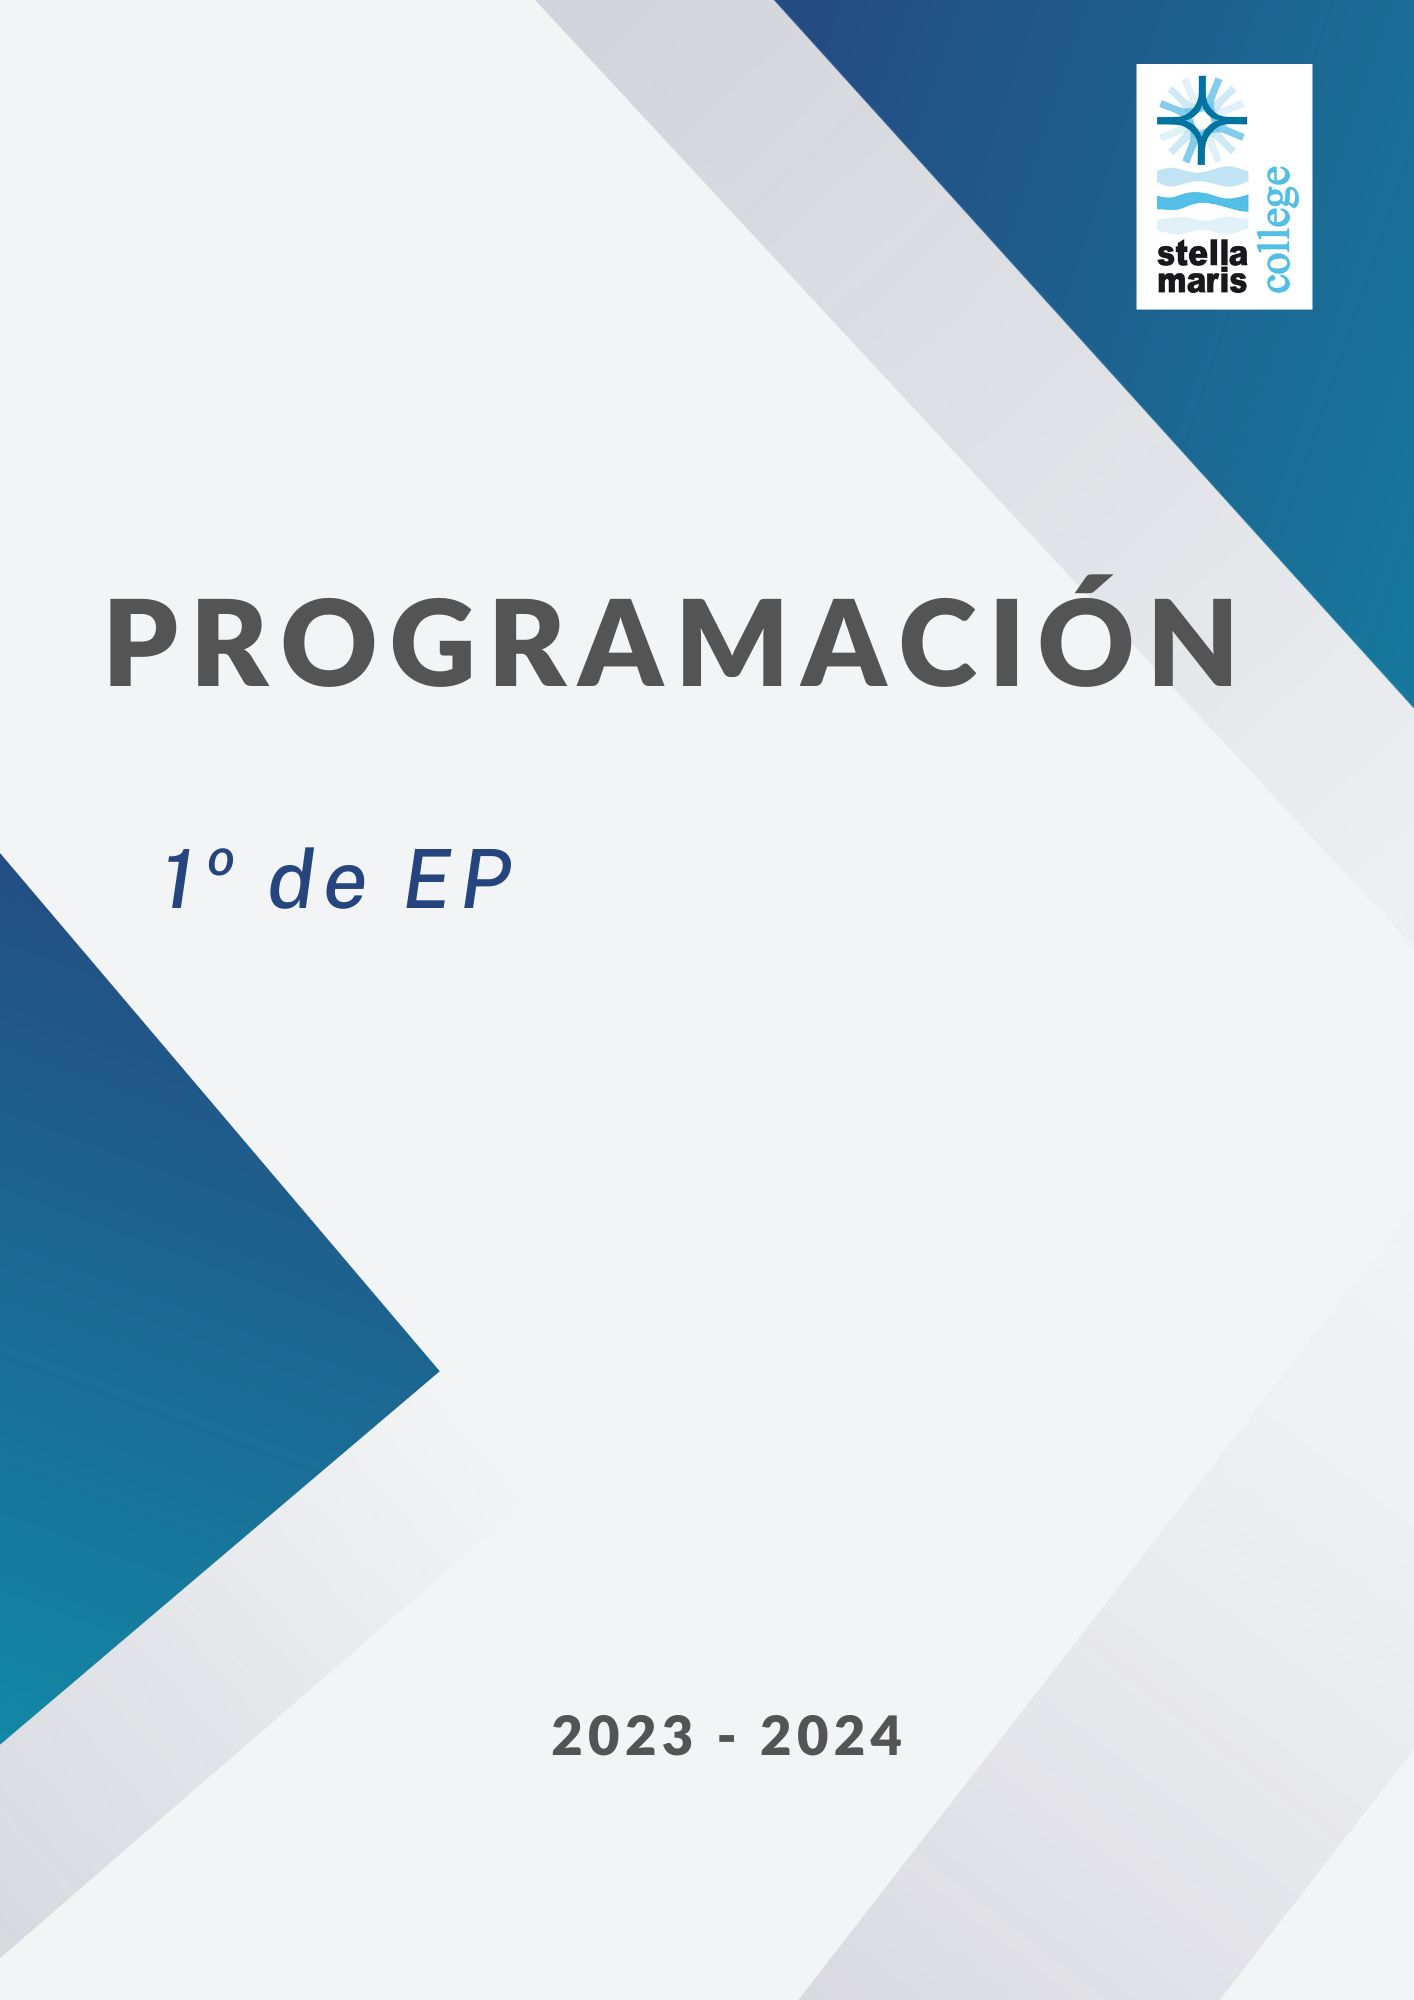 stella
maris
college
PROGRAMACIÓN
1º de EP
2023 - 2024